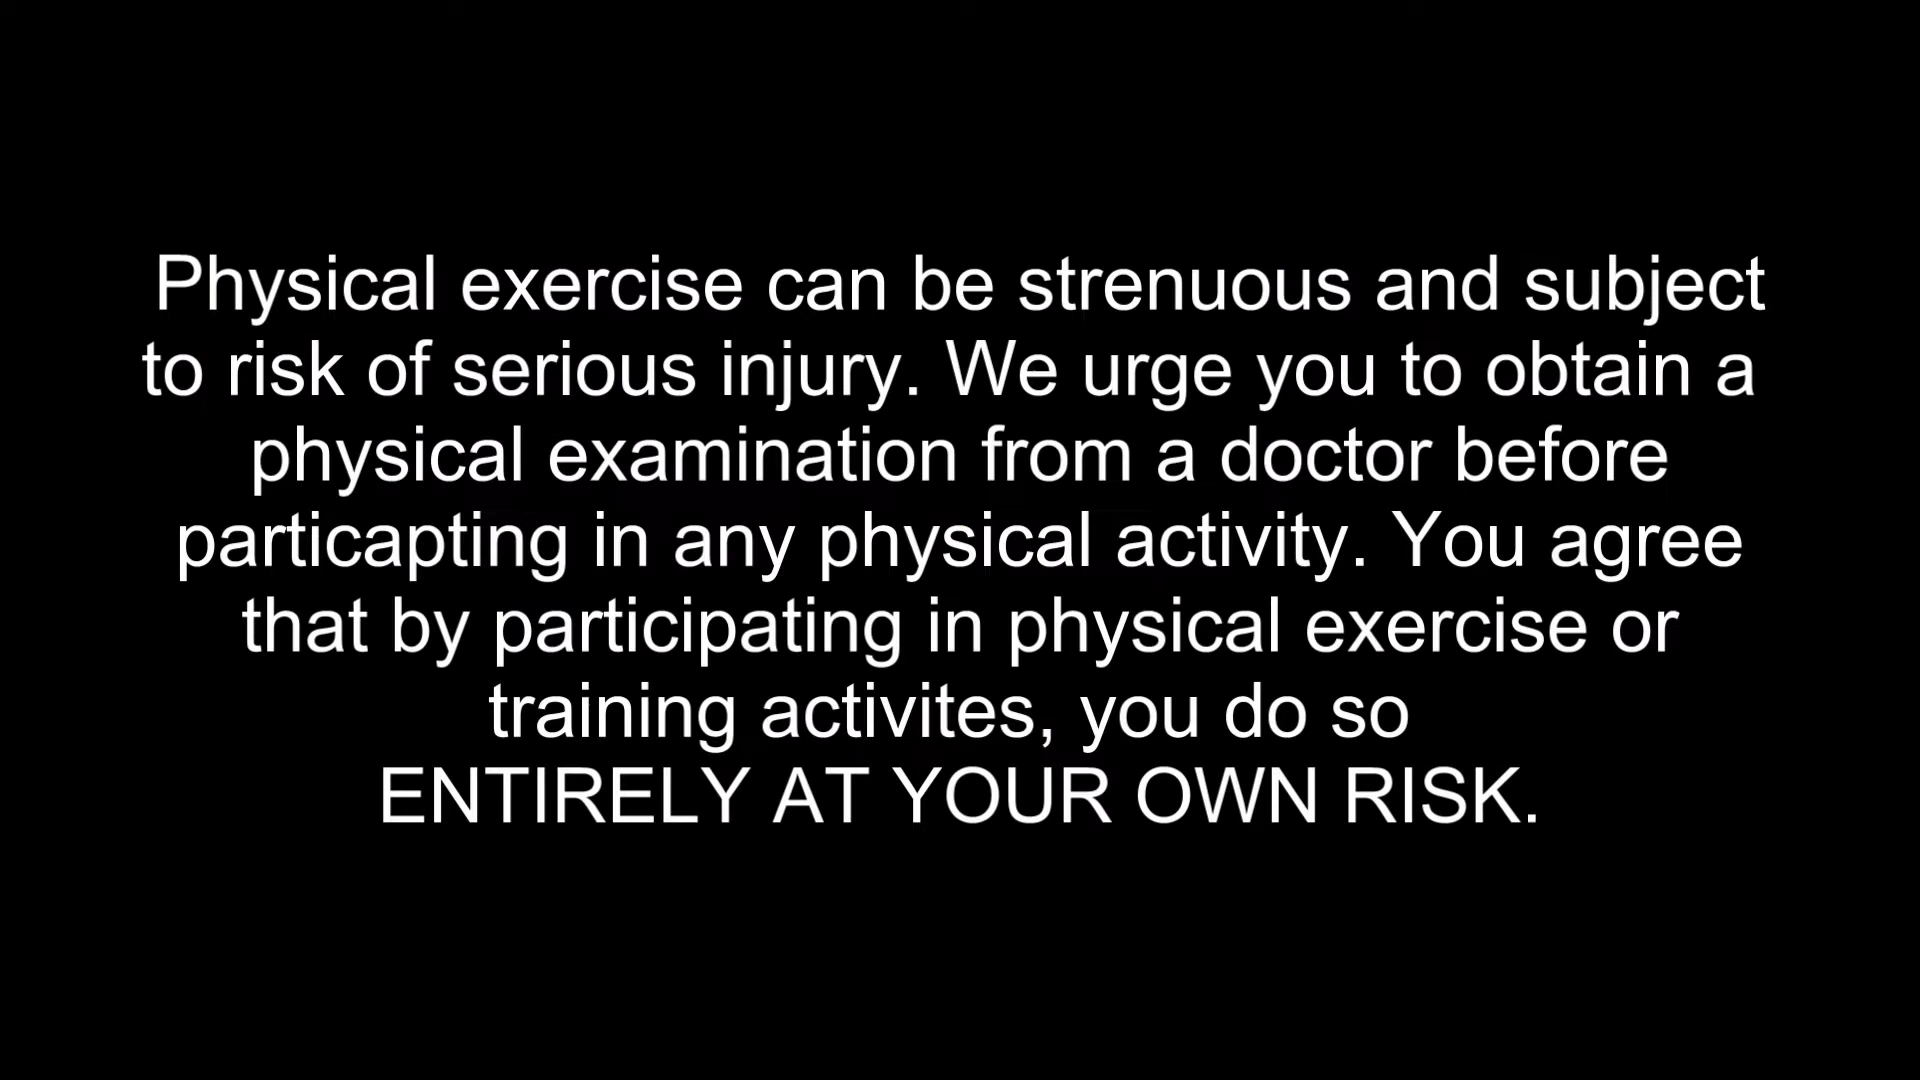 Physical exercise can be strenuous and subject
to risk of serious injury. We urge you to obtain a
physical examination from a doctor before
particapting in any physical activity. You agree
that by participating in physical exercise or
training activites, you do so
ENTIRELY AT YOUR OWN RISK.